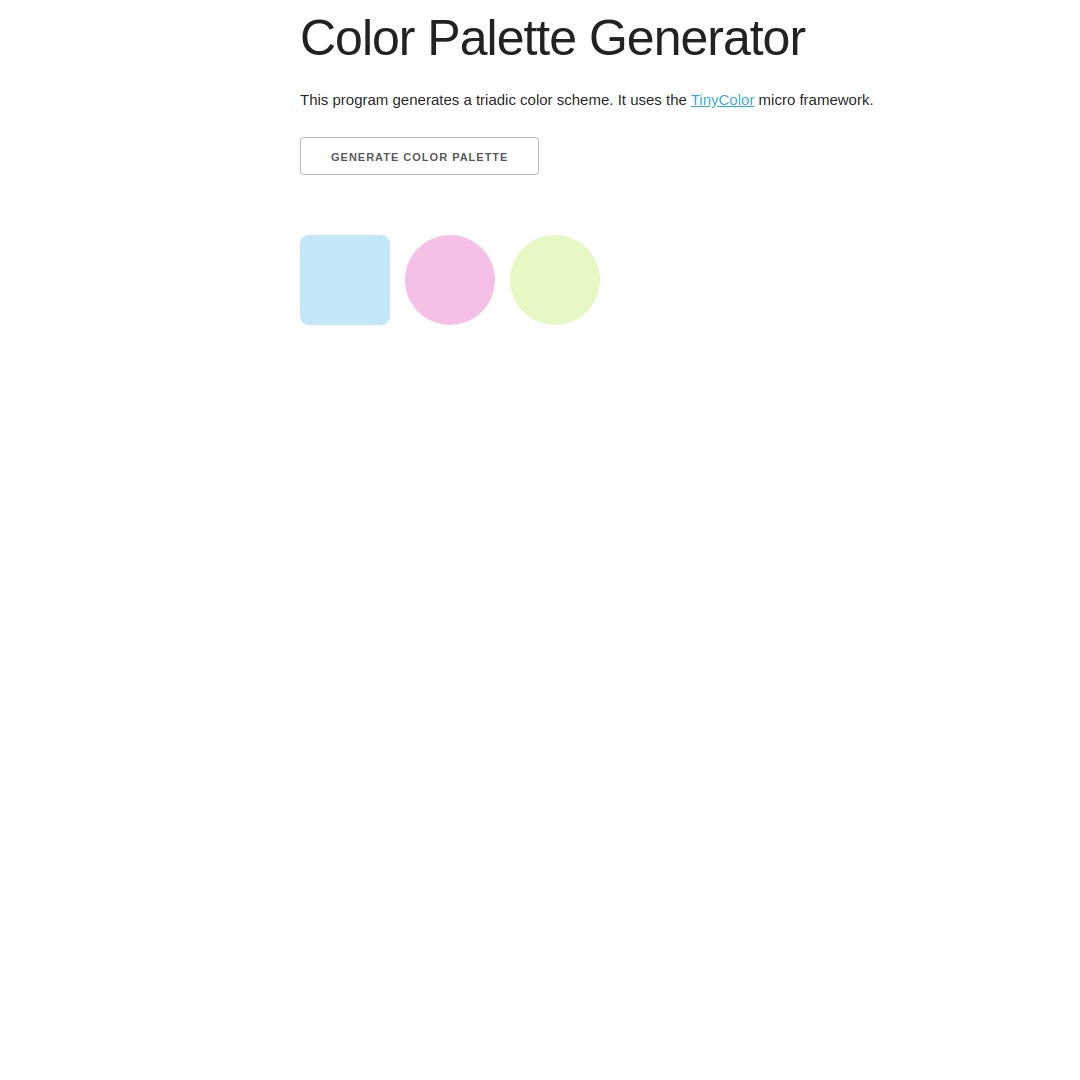 Color Palette Generator
This program generates a triadic color scheme. It uses the TinyColor micro framework.
GENERATE COLOR PALETTE